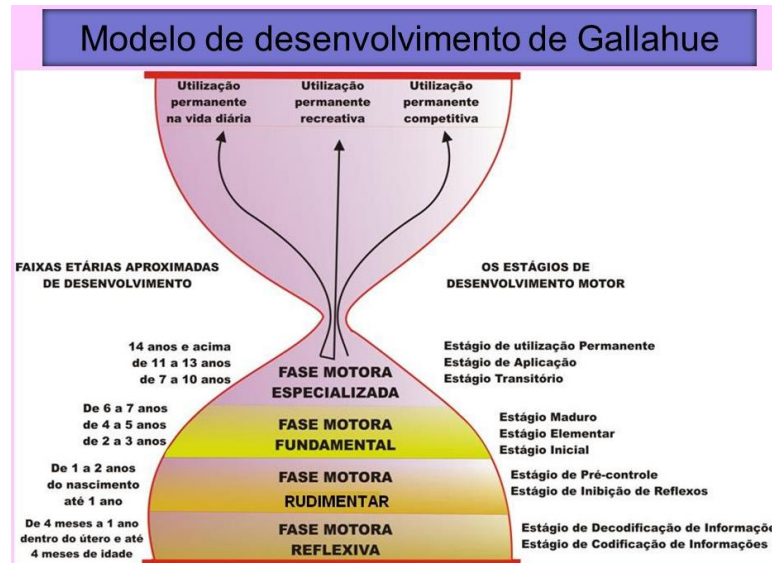 Modelo de desenvolvimento de Gallahue
Utilização
permanente
na vida diária
Utilização
permanente
recreativa
Utilização
permanente
competitiva
FAIXAS ETÁRIAS APROXIMADAS
DE DESENVOLVIMENTO
OS ESTÁGIOS DE
DESENVOLVIMENTO MOTOR
14 anos e acima
de 11 a 13 anos
de 7 a 10 anos
FASE MOTORA
ESPECIALIZADA
Estágio de utilização Permanente
Estágio de Aplicação
Estágio Transitório
De 6 a 7 anos
de 4 a 5 anos
de 2 a 3 anos
FASE MOTORA
FUNDAMENTAL
Estágio Maduro
Estágio Elementar
Estágio Inicial
De 1 a 2 anos
do nascimento
até 1 ano
FASE MOTORA
RUDIMENTAR
Estágio de Pré-controle
Estágio de Inibição de Reflexos
De 4 meses a 1 ano
dentro do útero e até
4 meses de idade
FASE MOTORA
REFLEXIVA
Estágio de Decodificação de Informaçõe
Estágio de Codificação de Informações